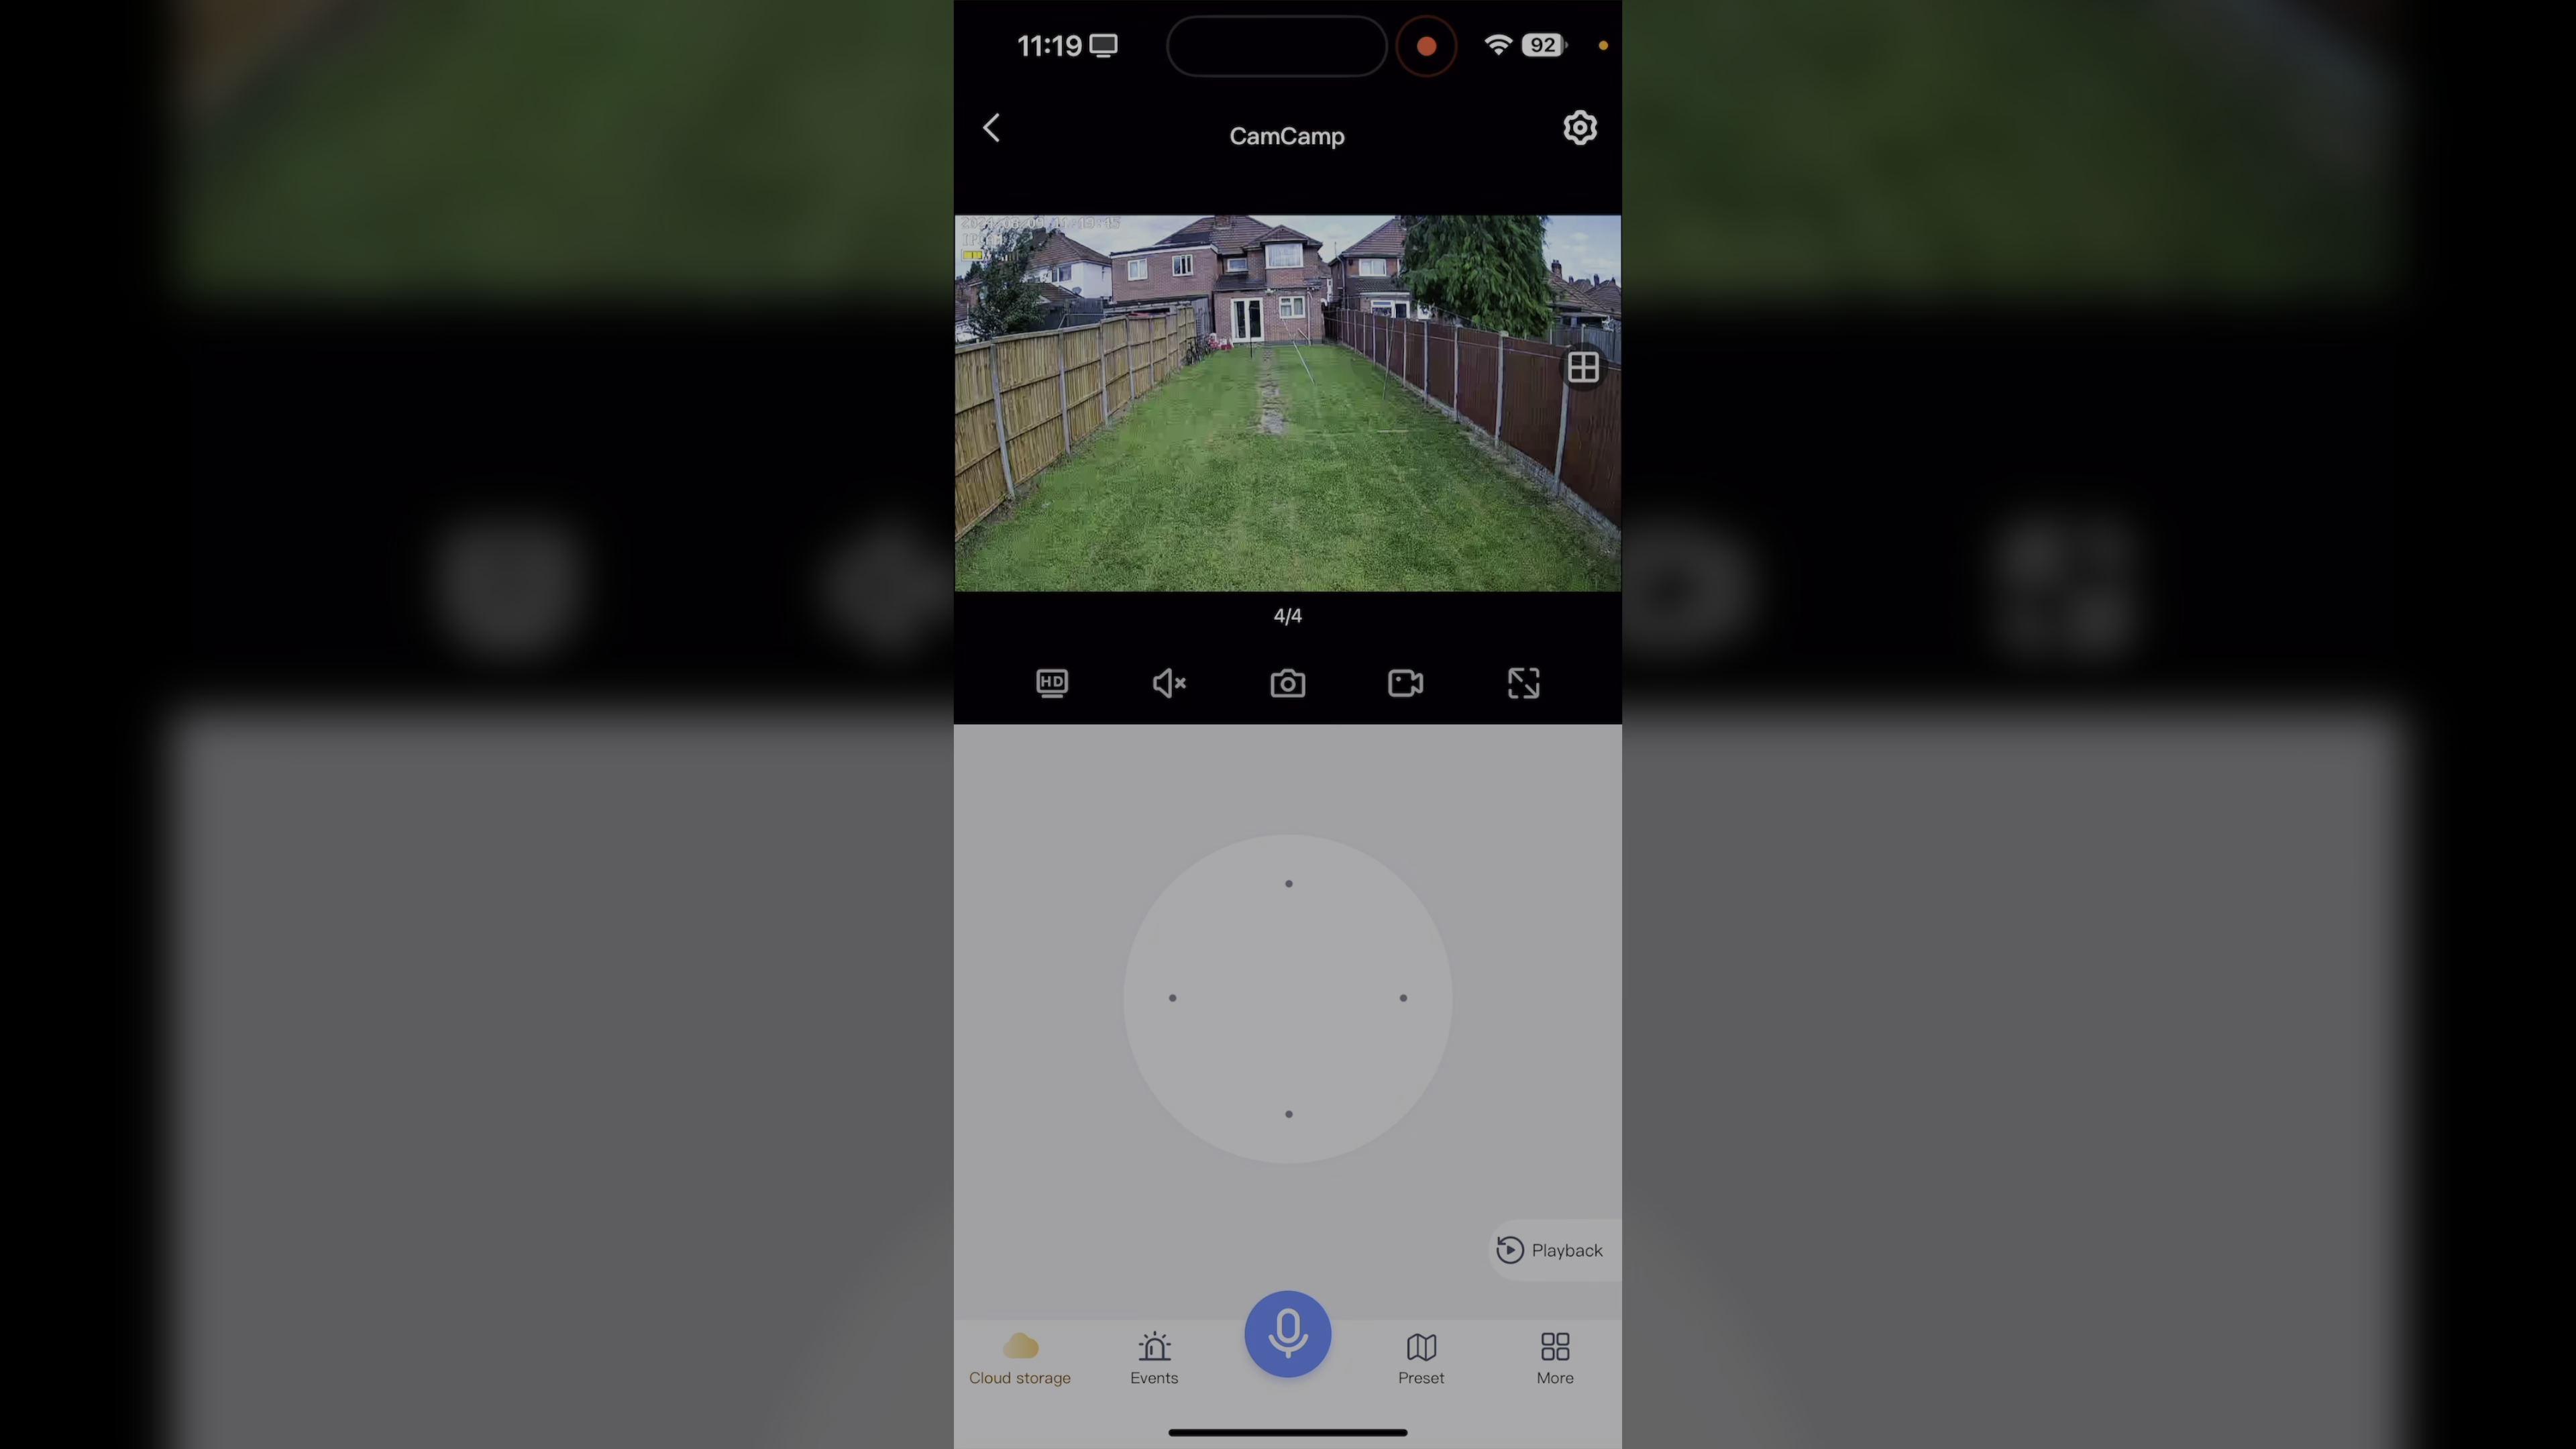 11:19
92
CamCamp
4/4
HD
Playback
Cloud storage
Events
Preset
More